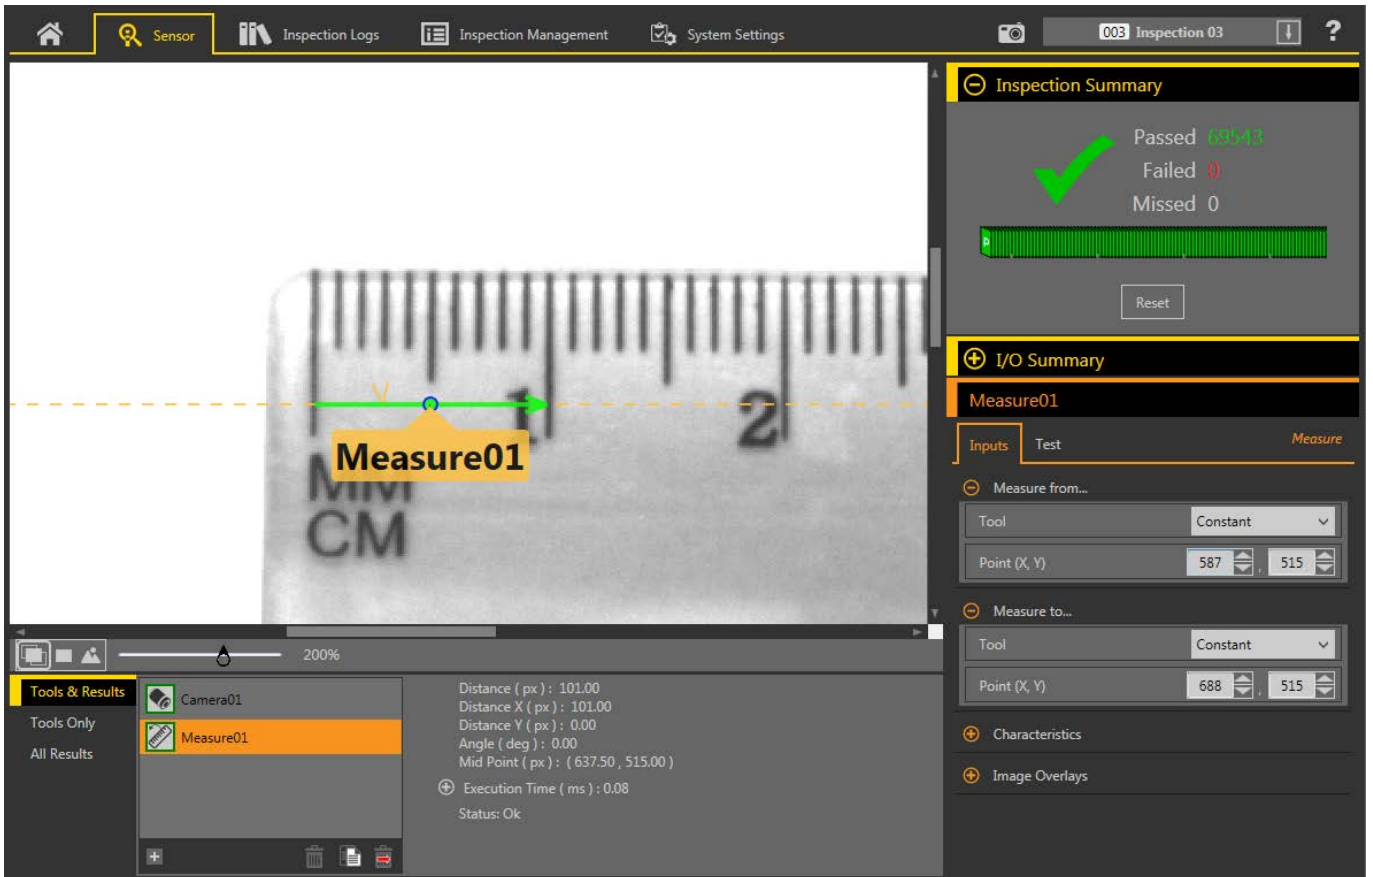 Sensor
Inspection Logs
Inspection Management
System Settings
003 Inspection 03
?
Inspection Summary
Passed 69543
Failed 0
Missed 0
Reset
I/O Summary
1
2
Measure01
MM
CM
200%
Measure01
Inputs Test Measure
Measure from...
Tool Constant
Point (X, Y) 587 , 515
Measure to...
Tool Constant
Point (X, Y) 688 , 515
Characteristics
Image Overlays
Tools & Results
Tools Only
All Results
Camera01
Measure01
Distance ( px ) : 101.00
Distance X ( px ) : 101.00
Distance Y ( px ) : 0.00
Angle ( deg ) : 0.00
Mid Point ( px ) : ( 637.50 , 515.00 )
Execution Time ( ms ) : 0.08
Status: Ok